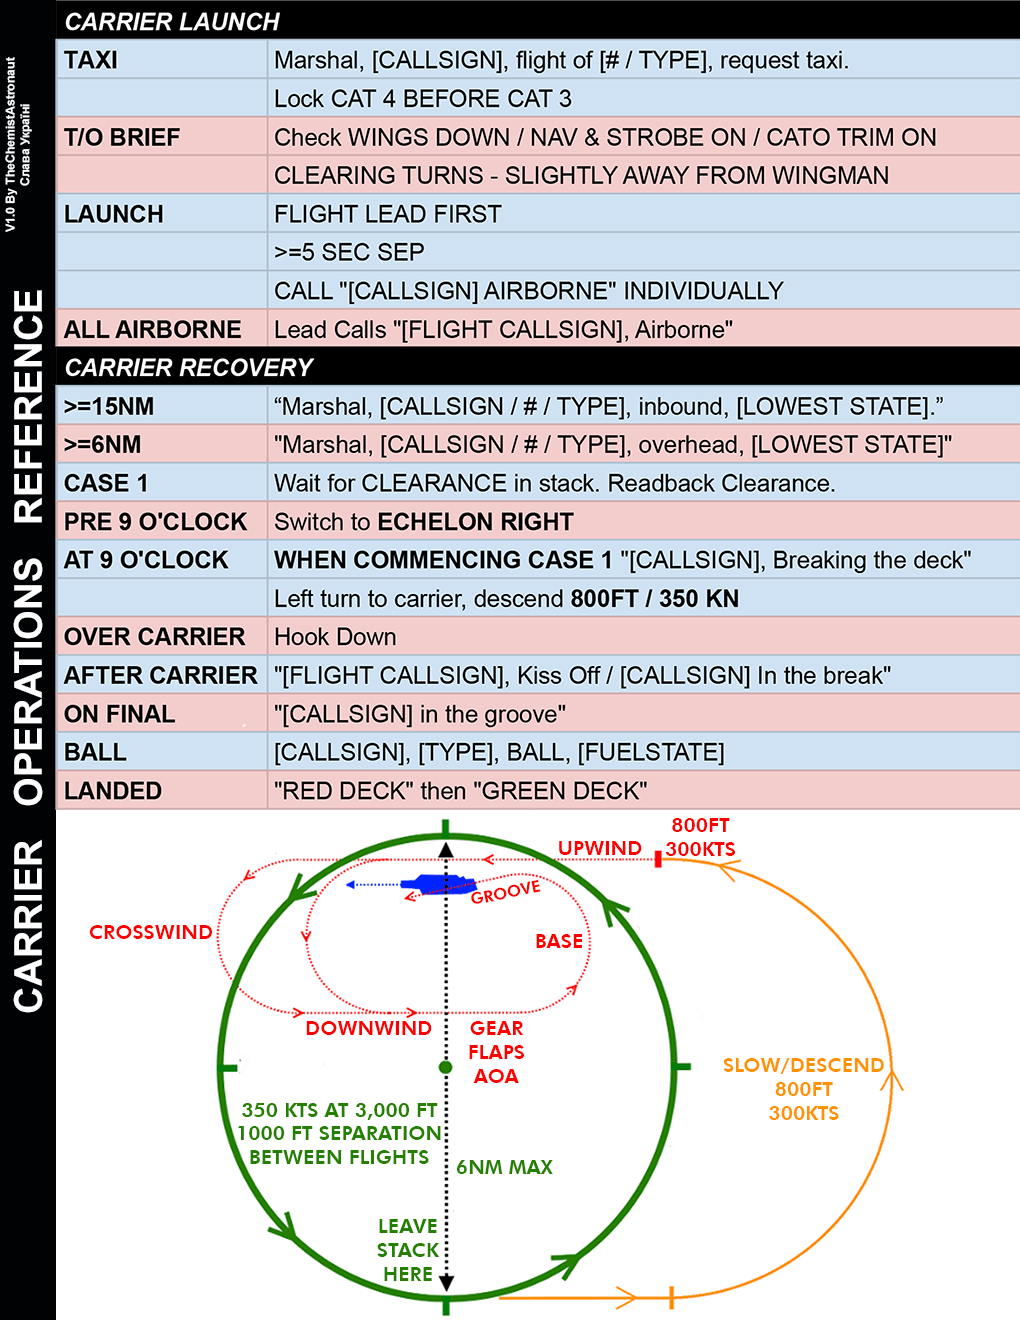 V1.0 By TheChemistAstronaut
Слава Україні
CARRIER OPERATIONS REFERENCE
CARRIER LAUNCH
TAXI Marshal, [CALLSIGN], flight of [# / TYPE], request taxi.
Lock CAT 4 BEFORE CAT 3
T/O BRIEF Check WINGS DOWN / NAV & STROBE ON / CATO TRIM ON
CLEARING TURNS - SLIGHTLY AWAY FROM WINGMAN
LAUNCH FLIGHT LEAD FIRST
>=5 SEC SEP
CALL "[CALLSIGN] AIRBORNE" INDIVIDUALLY
ALL AIRBORNE Lead Calls "[FLIGHT CALLSIGN], Airborne"
CARRIER RECOVERY
>=15NM “Marshal, [CALLSIGN / # / TYPE], inbound, [LOWEST STATE].”
>=6NM "Marshal, [CALLSIGN / # / TYPE], overhead, [LOWEST STATE]"
CASE 1 Wait for CLEARANCE in stack. Readback Clearance.
PRE 9 O'CLOCK Switch to ECHELON RIGHT
AT 9 O'CLOCK WHEN COMMENCING CASE 1 "[CALLSIGN], Breaking the deck"
Left turn to carrier, descend 800FT / 350 KN
OVER CARRIER Hook Down
AFTER CARRIER "[FLIGHT CALLSIGN], Kiss Off / [CALLSIGN] In the break"
ON FINAL "[CALLSIGN] in the groove"
BALL [CALLSIGN], [TYPE], BALL, [FUELSTATE]
LANDED "RED DECK" then "GREEN DECK"
800FT
300KTS
UPWIND
GROOVE
CROSSWIND
BASE
DOWNWIND
GEAR
FLAPS
AOA
SLOW/DESCEND
800FT
300KTS
350 KTS AT 3,000 FT
1000 FT SEPARATION
BETWEEN FLIGHTS
6NM MAX
LEAVE
STACK
HERE